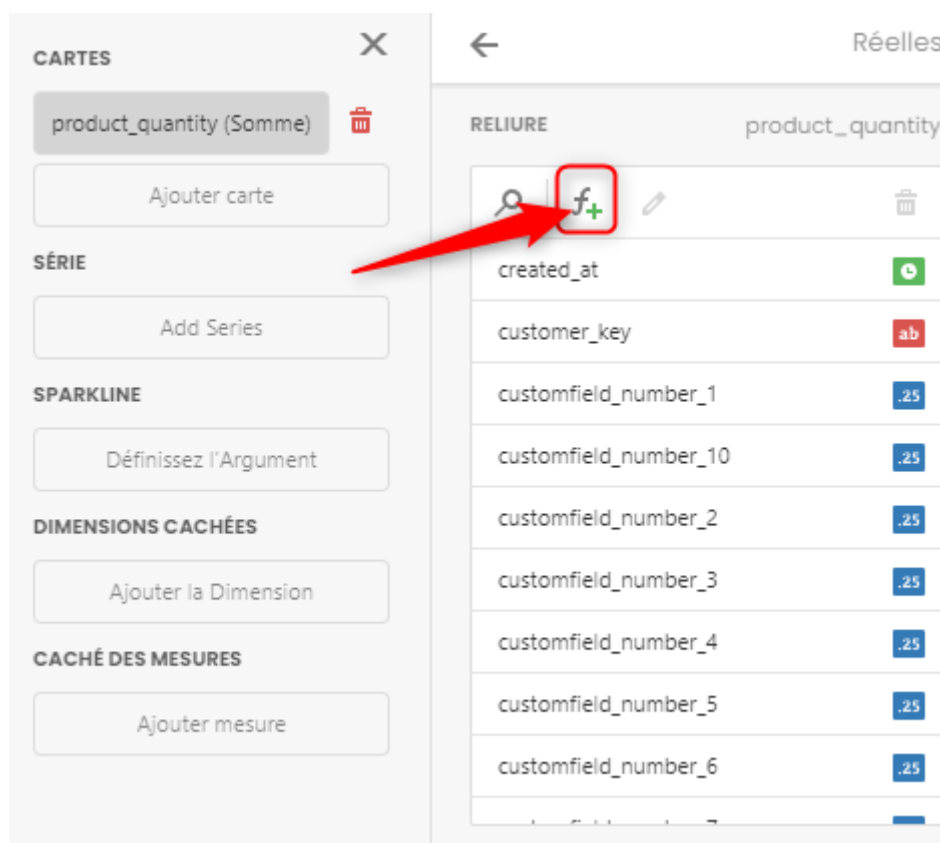 CARTES
product_quantity (Somme)
Ajouter carte
SÉRIE
Add Series
SPARKLINE
Définissez l'Argument
DIMENSIONS CACHÉES
Ajouter la Dimension
CACHÉ DES MESURES
Ajouter mesure
Réelles
RELIURE product_quantity
f+
created_at
customer_key ab
customfield_number_1 .25
customfield_number_10 .25
customfield_number_2 .25
customfield_number_3 .25
customfield_number_4 .25
customfield_number_5 .25
customfield_number_6 .25